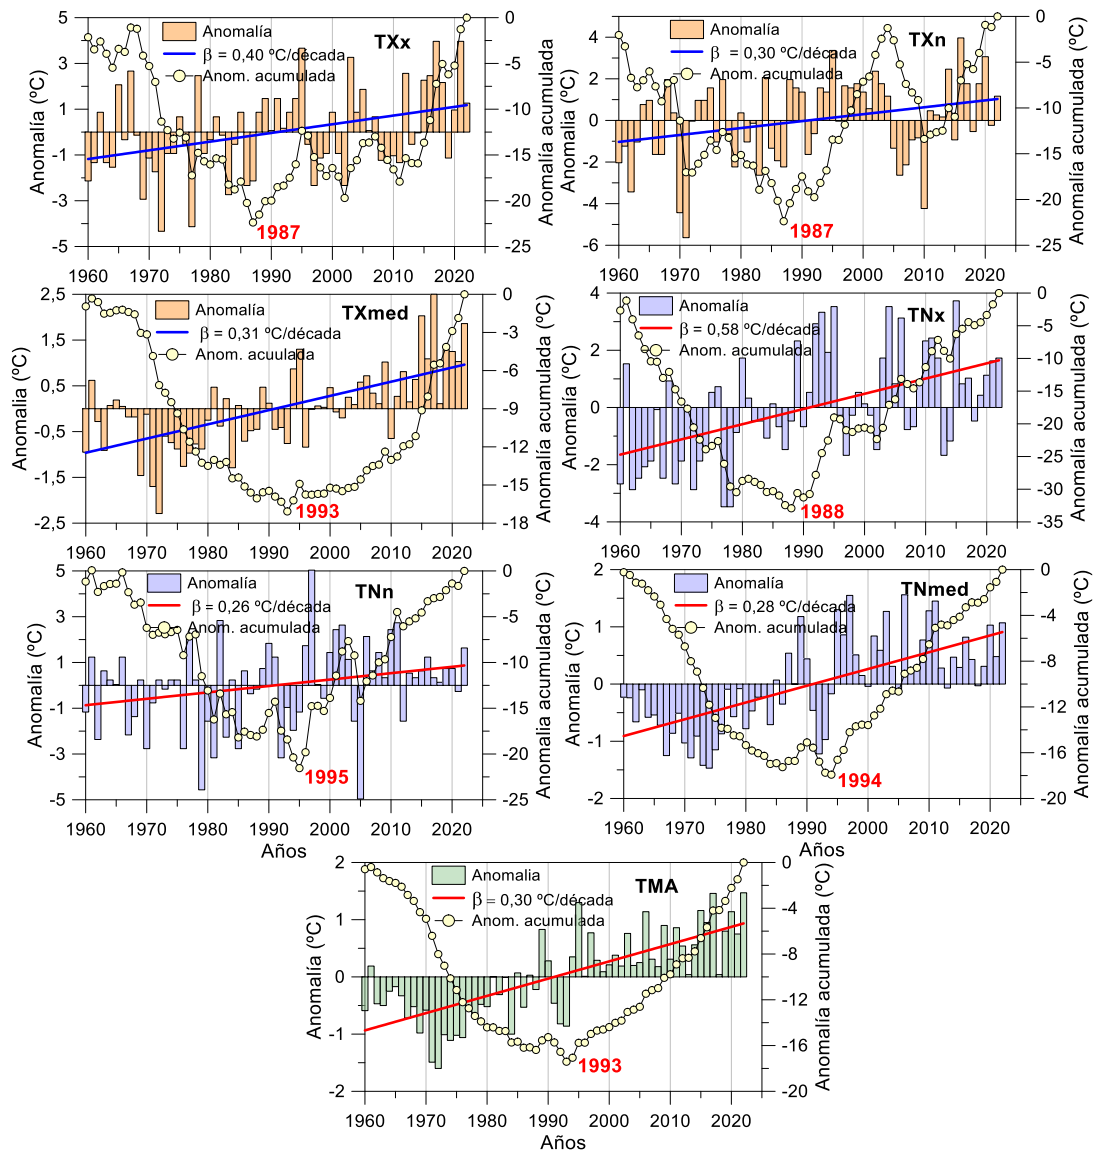 TXx
Anomalía
β = 0,40 ºC/década
Anom. acumulada
Anomalía (ºC)
5
3
1
-1
-3
-5
Anomalía acumulada
0
-5
-10
-15
-20
-25
1987
1960 1970 1980 1990 2000 2010 2020
TXn
Anomalía
β = 0,30 ºC/década
Anom. acumulada
Anomalía (ºC)
4
2
0
-2
-4
-6
Anomalía acumulada (ºC)
0
-5
-10
-15
-20
-25
1987
1960 1970 1980 1990 2000 2010 2020
TXmed
Anomalía
β = 0,31 ºC/década
Anom. acuulada
Anomalía (ºC)
2,5
1,5
0,5
-0,5
-1,5
-2,5
Anomalía acumulada (ºC)
0
-3
-6
-9
-12
-15
-18
1993
1960 1970 1980 1990 2000 2010 2020
TNx
Anomalía
β = 0,58 ºC/década
Anom. acumulada
Anomalía (ºC)
4
2
0
-2
-4
Anomalía acumulada (ºC)
0
-5
-10
-15
-20
-25
-30
-35
1988
1960 1970 1980 1990 2000 2010 2020
TNn
Anomalía
β = 0,26 ºC/década
Anom. acumulada
Anomalía (ºC)
5
3
1
-1
-3
-5
Anomalía acumulada (ºC)
0
-5
-10
-15
-20
-25
1995
1960 1970 1980 1990 2000 2010 2020
Años
TNmed
Anomalía
β = 0,28 ºC/década
Anom. acumulada
Anomalía (ºC)
2
1
0
-1
-2
Anomalía acumulada (ºC)
0
-4
-8
-12
-16
-20
1994
1960 1970 1980 1990 2000 2010 2020
Años
TMA
Anomalia
β = 0,30 ºC/década
Anom. acumulada
Anomalía (ºC)
2
1
0
-1
-2
Anomalía acumulada (ºC)
0
-4
-8
-12
-16
-20
1993
1960 1970 1980 1990 2000 2010 2020
Años